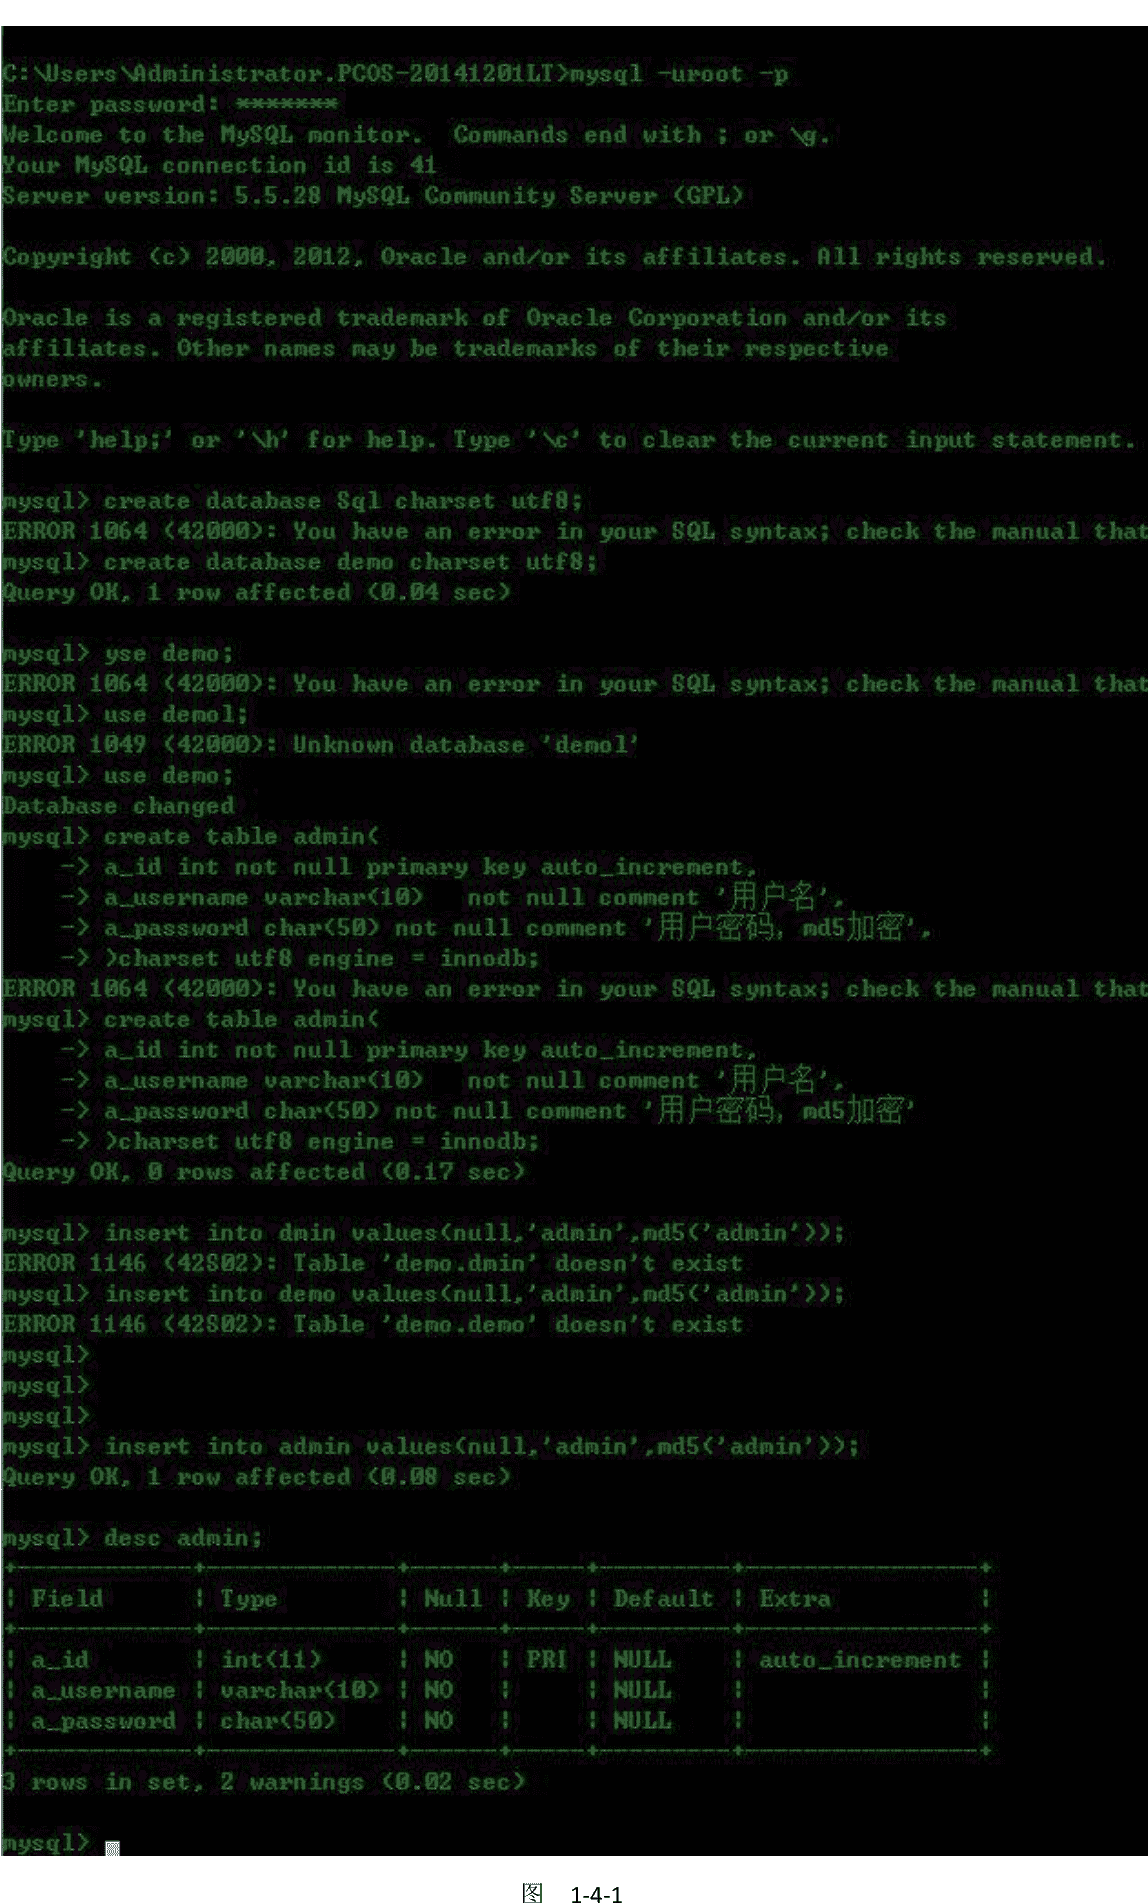 C:\Users\Administrator.PCOS-20141201LT>mysql -uroot -p
Enter password: *******
Welcome to the MySQL monitor.  Commands end with ; or \g.
Your MySQL connection id is 41
Server version: 5.5.28 MySQL Community Server (GPL)
Copyright (c) 2000, 2012, Oracle and/or its affiliates. All rights reserved.
Oracle is a registered trademark of Oracle Corporation and/or its
affiliates. Other names may be trademarks of their respective
owners.
Type 'help;' or '\h' for help. Type '\c' to clear the current input statement.
mysql> create database Sql charset utf8;
ERROR 1064 (42000): You have an error in your SQL syntax; check the manual that
mysql> create database demo charset utf8;
Query OK, 1 row affected (0.04 sec)
mysql> yse demo;
ERROR 1064 (42000): You have an error in your SQL syntax; check the manual that
mysql> use demol;
ERROR 1049 (42000): Unknown database 'demol'
mysql> use demo;
Database changed
mysql> create table admin(
    -> a_id int not null primary key auto_increment,
    -> a_username varchar(10)   not null comment '用户名',
    -> a_password char(50) not null comment '用户密码，md5加密',
    -> )charset utf8 engine = innodb;
ERROR 1064 (42000): You have an error in your SQL syntax; check the manual that
mysql> create table admin(
    -> a_id int not null primary key auto_increment,
    -> a_username varchar(10)   not null comment '用户名',
    -> a_password char(50) not null comment '用户密码，md5加密'
    -> )charset utf8 engine = innodb;
Query OK, 0 rows affected (0.17 sec)
mysql> insert into dmin values(null,'admin',md5('admin'));
ERROR 1146 (42S02): Table 'demo.dmin' doesn't exist
mysql> insert into demo values(null,'admin',md5('admin'));
ERROR 1146 (42S02): Table 'demo.demo' doesn't exist
mysql>
mysql>
mysql>
mysql> insert into admin values(null,'admin',md5('admin'));
Query OK, 1 row affected (0.08 sec)
mysql> desc admin;
+------------+-------------+------+-----+---------+----------------+
| Field      | Type        | Null | Key | Default | Extra          |
+------------+-------------+------+-----+---------+----------------+
| a_id       | int(11)     | NO   | PRI | NULL    | auto_increment |
| a_username | varchar(10) | NO   |     | NULL    |                |
| a_password | char(50)    | NO   |     | NULL    |                |
+------------+-------------+------+-----+---------+----------------+
3 rows in set, 2 warnings (0.02 sec)
mysql>
图 1-4-1